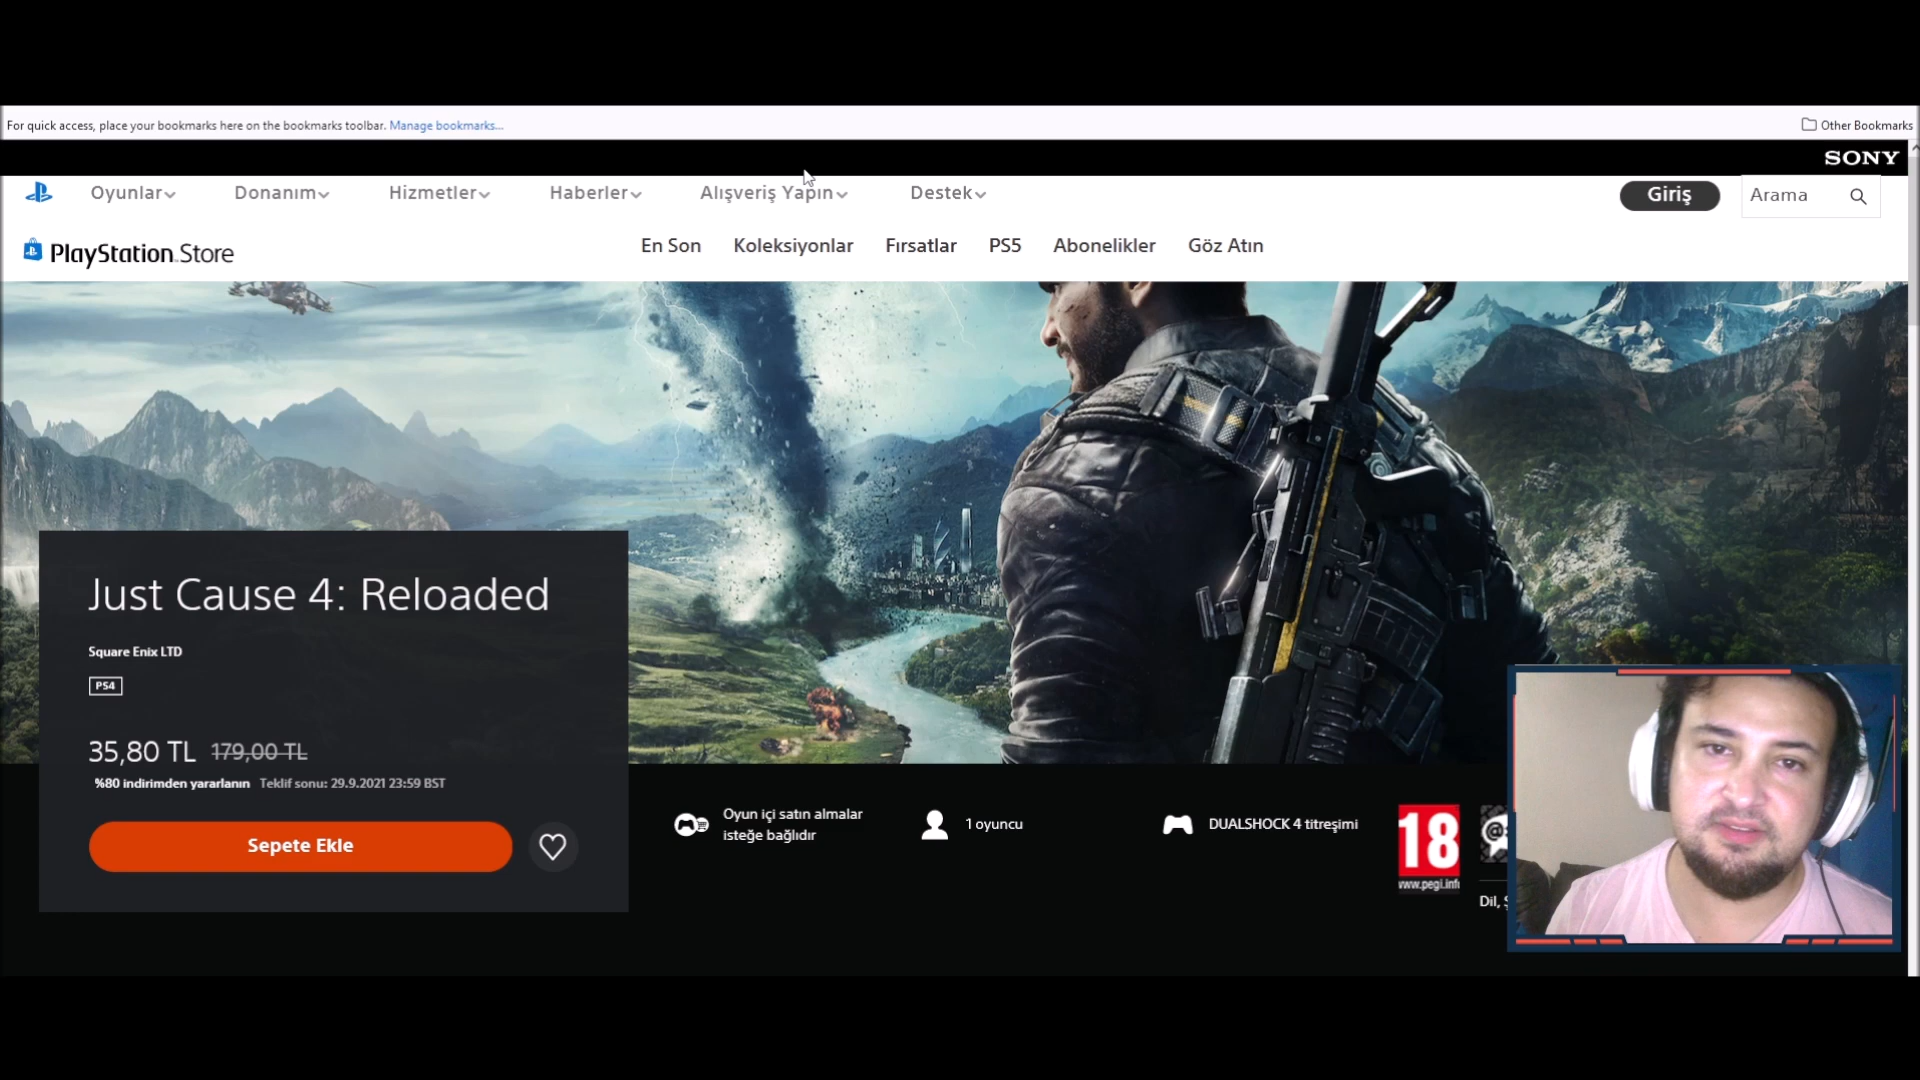 For quick access, place your bookmarks here on the bookmarks toolbar. Manage bookmarks...
Other Bookmarks
SONY
Oyunlar
Donanım
Hizmetler
Haberler
Alışveriş Yapın
Destek
Giriş
Arama
PlayStation Store
En Son
Koleksiyonlar
Fırsatlar
PS5
Abonelikler
Göz Atın
Just Cause 4: Reloaded
Square Enix LTD
PS4
35,80 TL 179,00 TL
%80 indirimden yararlanın Teklif sonu: 29.9.2021 23:59 BST
Sepete Ekle
Oyun içi satın almalar
isteğe bağlıdır
1 oyuncu
DUALSHOCK 4 titreşimi
18
www.pegi.info
Dil,